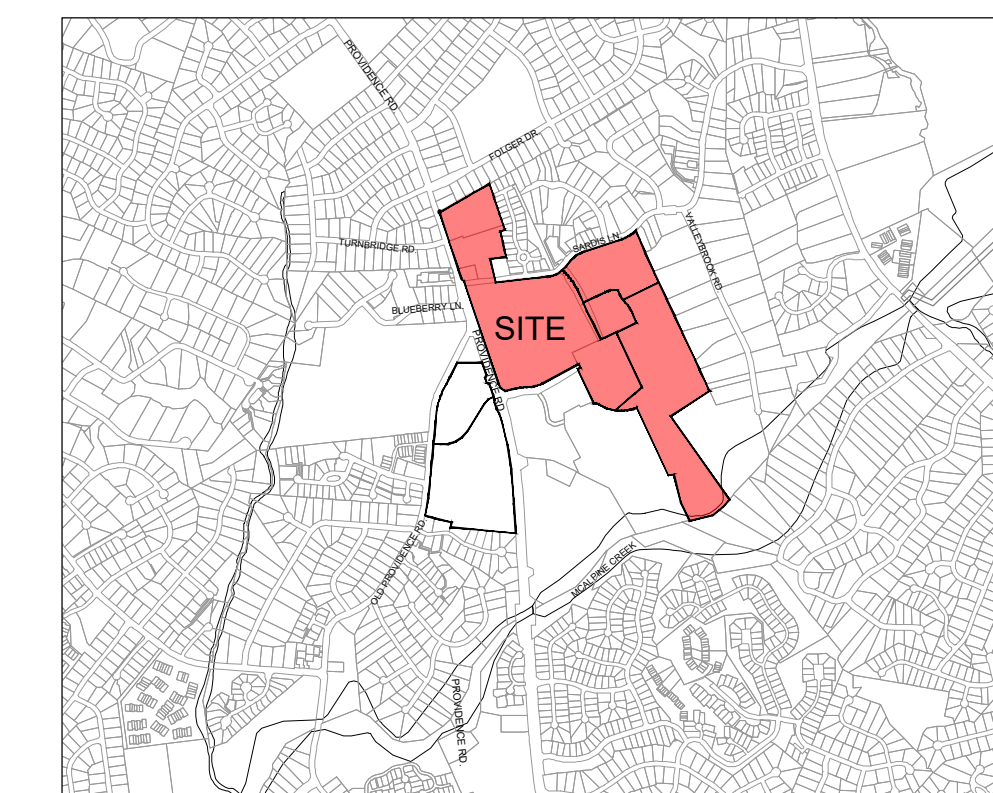 PROVIDENCE RD.
FOLGER DR.
TURNBRIDGE RD.
SARDIS LN.
VALLEYBROOK RD.
BLUEBERRY LN.
SITE
PROVIDENCE RD.
OLD PROVIDENCE RD.
MCALPINE CREEK
PROVIDENCE RD.